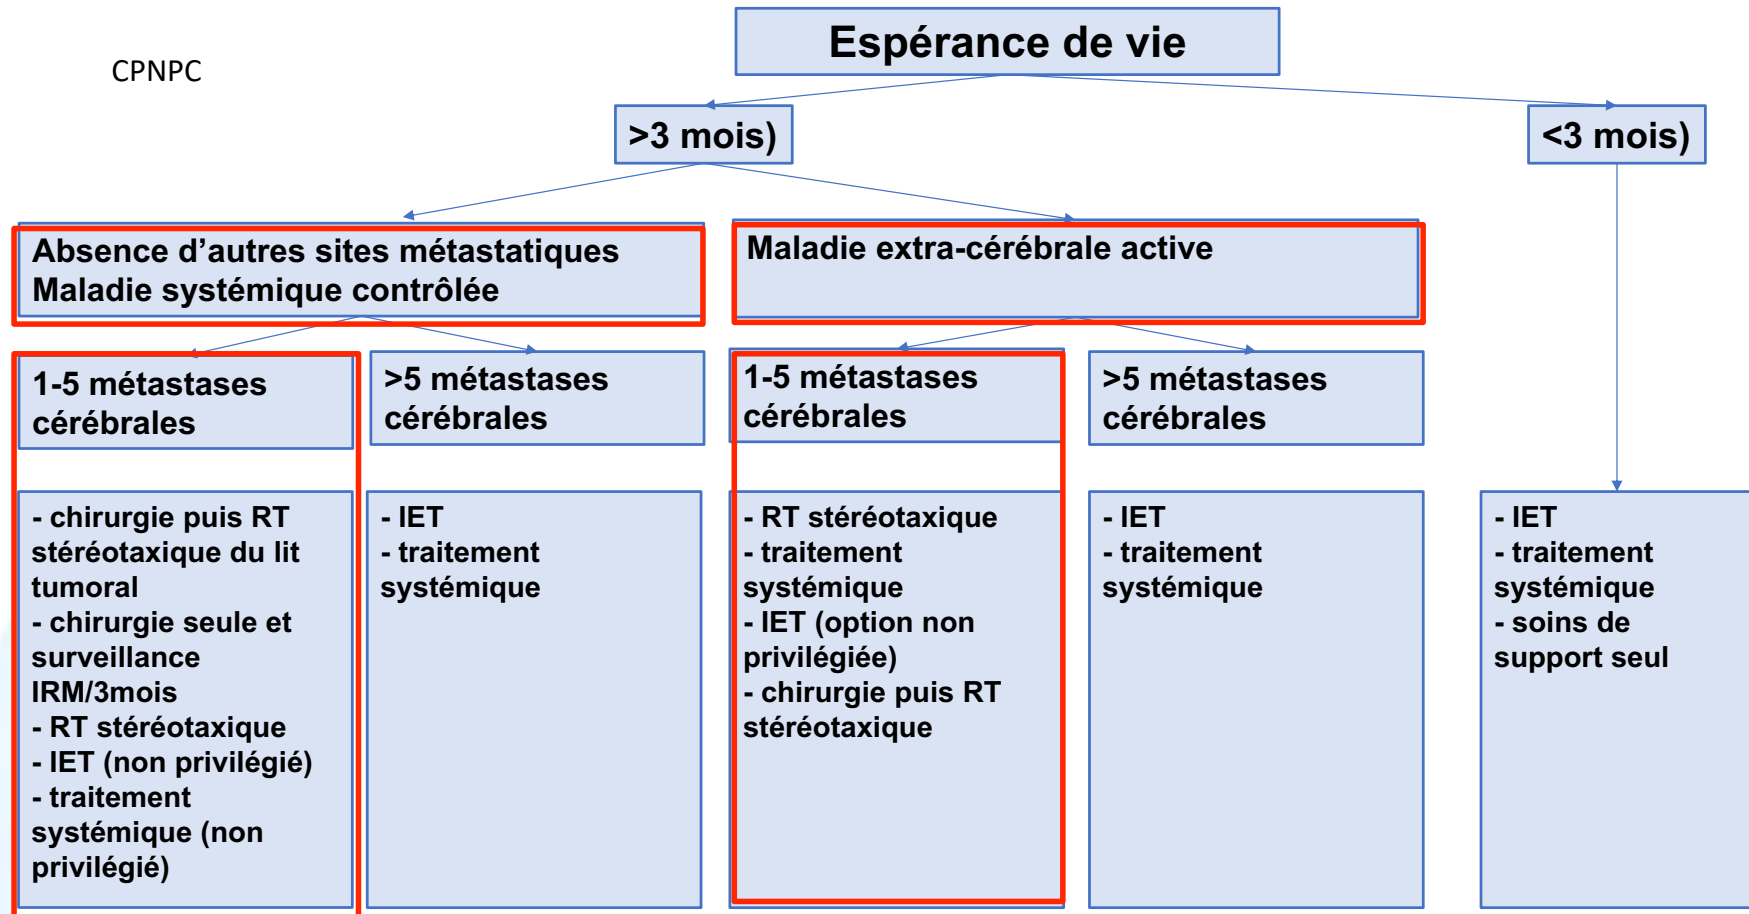 Espérance de vie
CPNPC
>3 mois)
<3 mois)
Absence d’autres sites métastatiques
Maladie systémique contrôlée
Maladie extra-cérébrale active
1-5 métastases
cérébrales
>5 métastases
cérébrales
1-5 métastases
cérébrales
>5 métastases
cérébrales
- chirurgie puis RT
stéréotaxique du lit
tumoral
- chirurgie seule et
surveillance
IRM/3mois
- RT stéréotaxique
- IET (non privilégié)
- traitement
systémique (non
privilégié)
- IET
- traitement
systémique
- RT stéréotaxique
- traitement
systémique
- IET (option non
privilégiée)
- chirurgie puis RT
stéréotaxique
- IET
- traitement
systémique
- IET
- traitement
systémique
- soins de
support seul